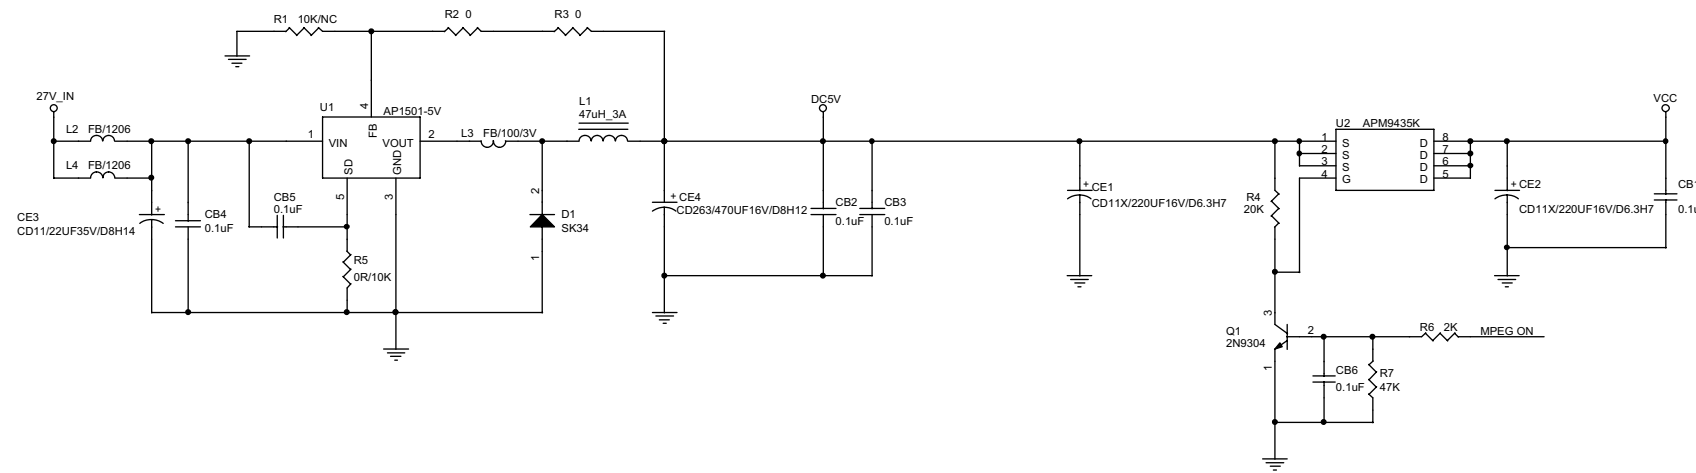 R1 10K/NC
R2 0
R3 0
27V_IN
L2 FB/1206
L4 FB/1206
CE3
CD11/22UF35V/D8H14
CB4
0.1uF
CB5
0.1uF
U1
AP1501-5V
1
VIN
4
FB
VOUT
2
SD
GND
5
3
R5
0R/10K
L3 FB/100/3V
2
D1
SK34
1
L1
47uH_3A
CE4
CD263/470UF16V/D8H12
DC5V
CB2
0.1uF
CB3
0.1uF
CE1
CD11X/220UF16V/D6.3H7
R4
20K
U2 APM9435K
1 S D 8
2 S D 7
3 S D 6
4 G D 5
VCC
CE2
CD11X/220UF16V/D6.3H7
CB1
0.1u
Q1
2N9304
3
2
1
CB6
0.1uF
R7
47K
R6 2K
MPEG ON